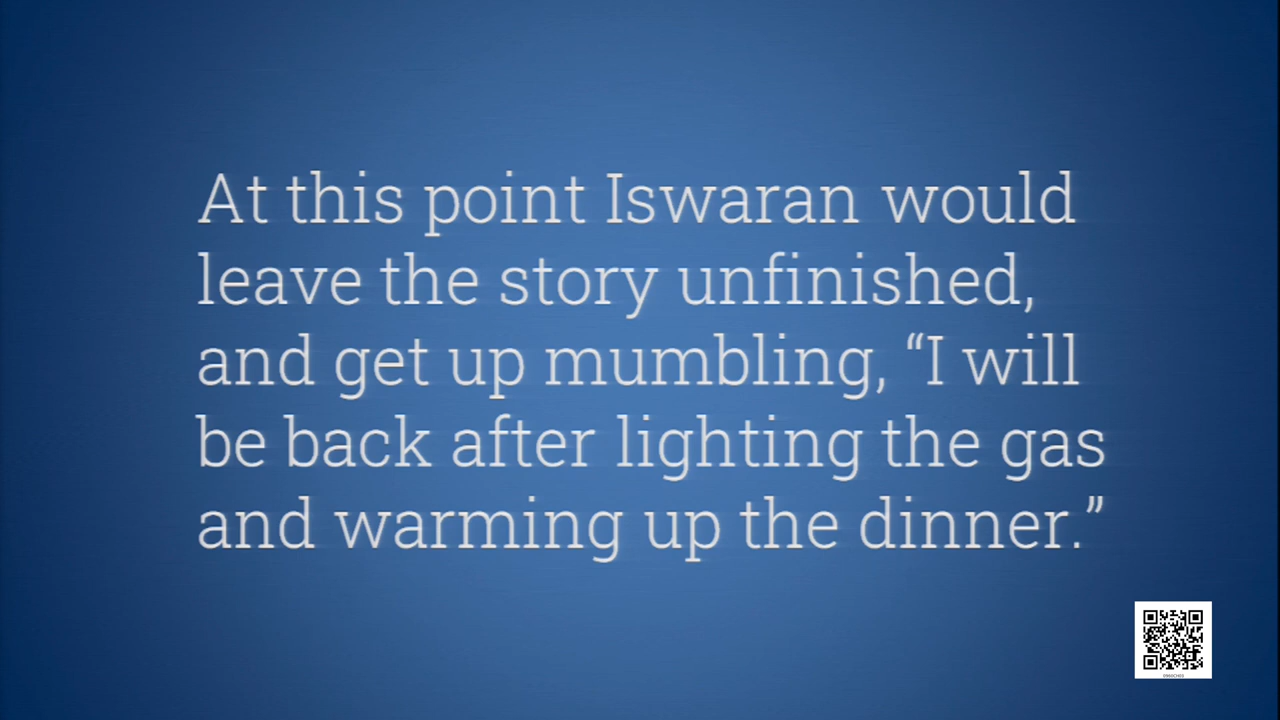 At this point Iswaran would
leave the story unfinished,
and get up mumbling, “I will
be back after lighting the gas
and warming up the dinner.”